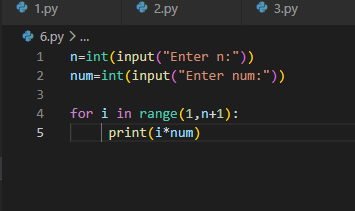 1.py
2.py
3.py
6.py > ...
1 n=int(input("Enter n:"))
2 num=int(input("Enter num:"))
3
4 for i in range(1,n+1):
5     print(i*num)